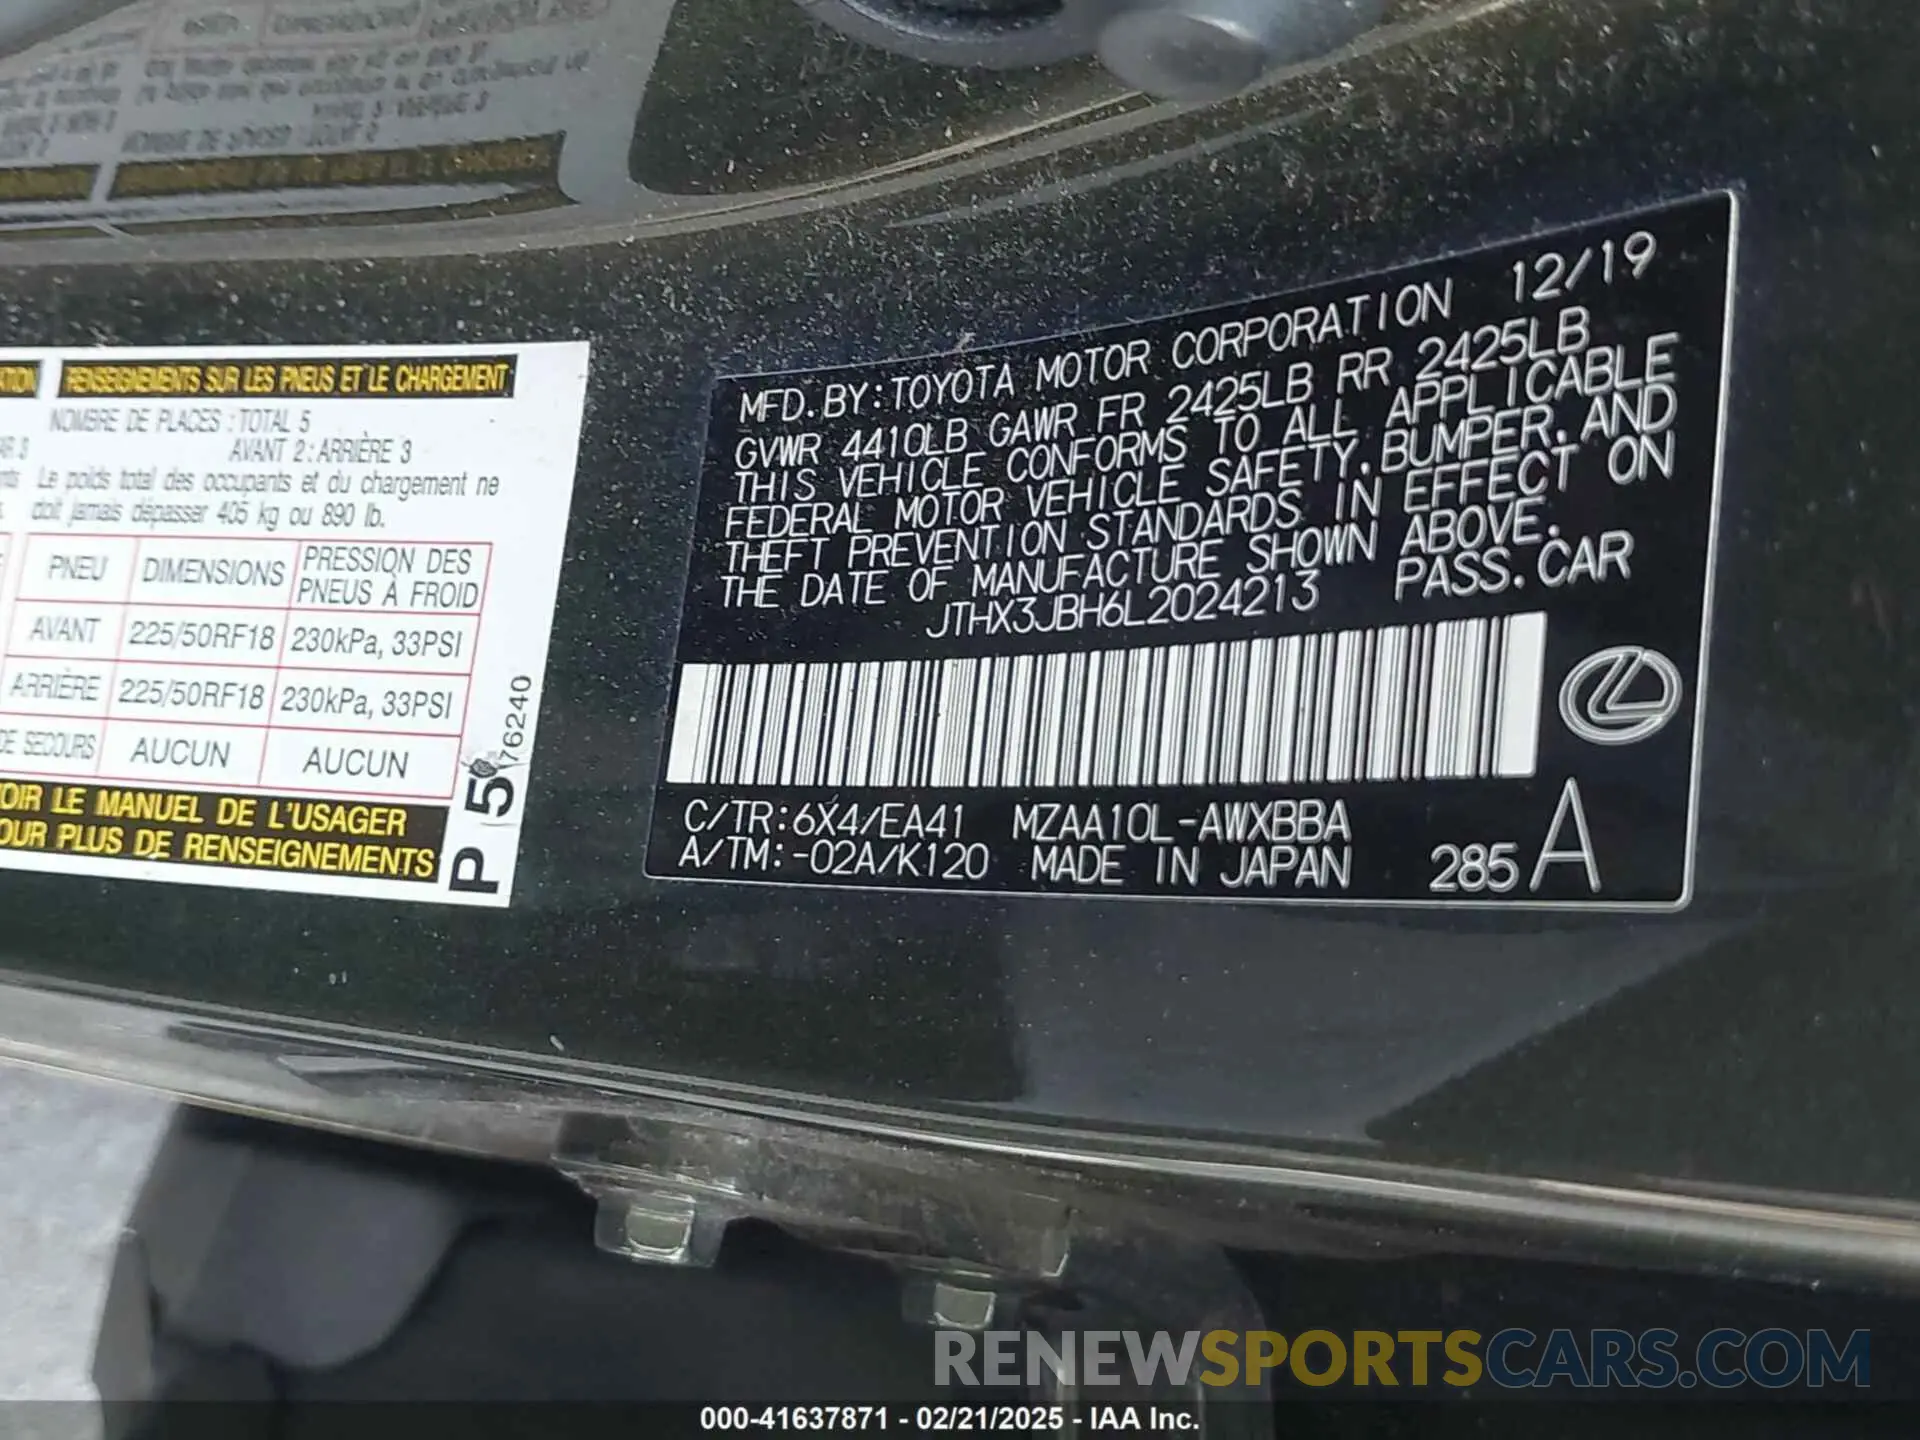 RENSEIGNEMENTS SUR LES PNEUS ET LE CHARGEMENT
NOMBRE DE PLACES : TOTAL 5
AVANT 2 : ARRIÈRE 3
Le poids total des occupants et du chargement ne
doit jamais dépasser 405 kg ou 890 lb.
PNEU DIMENSIONS PRESSION DES PNEUS À FROID
AVANT 225/50RF18 230kPa, 33PSI
ARRIÈRE 225/50RF18 230kPa, 33PSI
DE SECOURS AUCUN AUCUN
VOIR LE MANUEL DE L'USAGER
POUR PLUS DE RENSEIGNEMENTS
P 5 76240
MFD. BY: TOYOTA MOTOR CORPORATION 12/19
GVWR 4410LB GAWR FR 2425LB RR 2425LB
THIS VEHICLE CONFORMS TO ALL APPLICABLE
FEDERAL MOTOR VEHICLE SAFETY, BUMPER, AND
THEFT PREVENTION STANDARDS IN EFFECT ON
THE DATE OF MANUFACTURE SHOWN ABOVE.
JTHX3JBH6L2024213 PASS. CAR
C/TR:6X4/EA41 MZAA10L-AWXBBA
A/TM:-02A/K120 MADE IN JAPAN 285 A
RENEWSPORTSCARS.COM
000-41637871 - 02/21/2025 - IAA Inc.